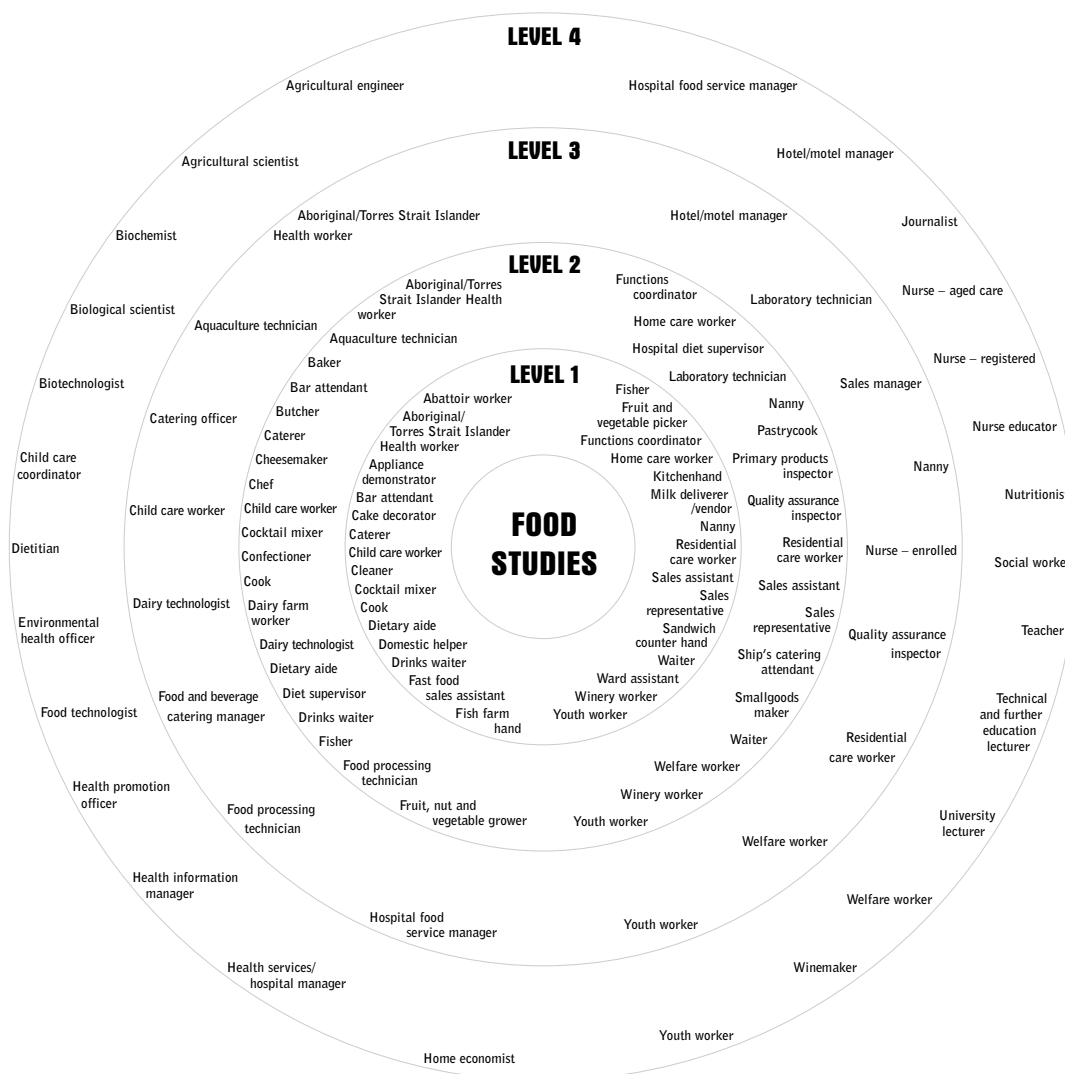 LEVEL 4
Agricultural engineer
Agricultural scientist
Biochemist
Biological scientist
Biotechnologist
Child care
coordinator
Dietitian
Environmental
health officer
Food technologist
Health promotion
officer
Health information
manager
Health services/
hospital manager
Home economist
Hospital food service manager
Hotel/motel manager
Journalist
Nurse – aged care
Nurse – registered
Nurse educator
Nutritionis
Social worke
Teacher
Technical
and further
education
lecturer
University
lecturer
Welfare worker
Winemaker
Youth worker
LEVEL 3
Aboriginal/Torres Strait Islander
Health worker
Aquaculture technician
Catering officer
Child care worker
Dairy technologist
Food and beverage
catering manager
Food processing
technician
Hospital food
service manager
Hotel/motel manager
Laboratory technician
Sales manager
Nanny
Nurse – enrolled
Quality assurance
inspector
Residential
care worker
Welfare worker
Youth worker
LEVEL 2
Aboriginal/Torres
Strait Islander Health
worker
Aquaculture technician
Baker
Bar attendant
Butcher
Caterer
Cheesemaker
Chef
Child care worker
Cocktail mixer
Confectioner
Cook
Dairy farm
worker
Dairy technologist
Dietary aide
Diet supervisor
Drinks waiter
Fisher
Food processing
technician
Fruit, nut and
vegetable grower
Functions
coordinator
Home care worker
Hospital diet supervisor
Laboratory technician
Nanny
Pastrycook
Primary products
inspector
Quality assurance
inspector
Residential
care worker
Sales assistant
Sales
representative
Ship's catering
attendant
Smallgoods
maker
Waiter
Welfare worker
Winery worker
Youth worker
LEVEL 1
Abattoir worker
Aboriginal/
Torres Strait Islander
Health worker
Appliance
demonstrator
Bar attendant
Cake decorator
Caterer
Child care worker
Cleaner
Cocktail mixer
Cook
Dietary aide
Domestic helper
Drinks waiter
Fast food
sales assistant
Fish farm
hand
Fisher
Fruit and
vegetable picker
Functions coordinator
Home care worker
Kitchenhand
Milk deliverer
/vendor
Nanny
Residential
care worker
Sales assistant
Sales
representative
Sandwich
counter hand
Waiter
Ward assistant
Winery worker
Youth worker
FOOD
STUDIES